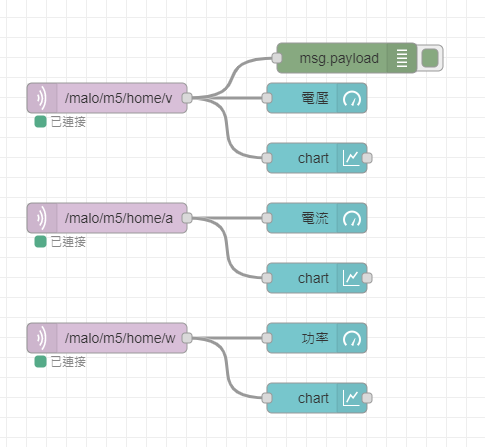 msg.payload
/malo/m5/home/v
電壓
已連接
chart
/malo/m5/home/a
電流
已連接
chart
/malo/m5/home/w
功率
已連接
chart